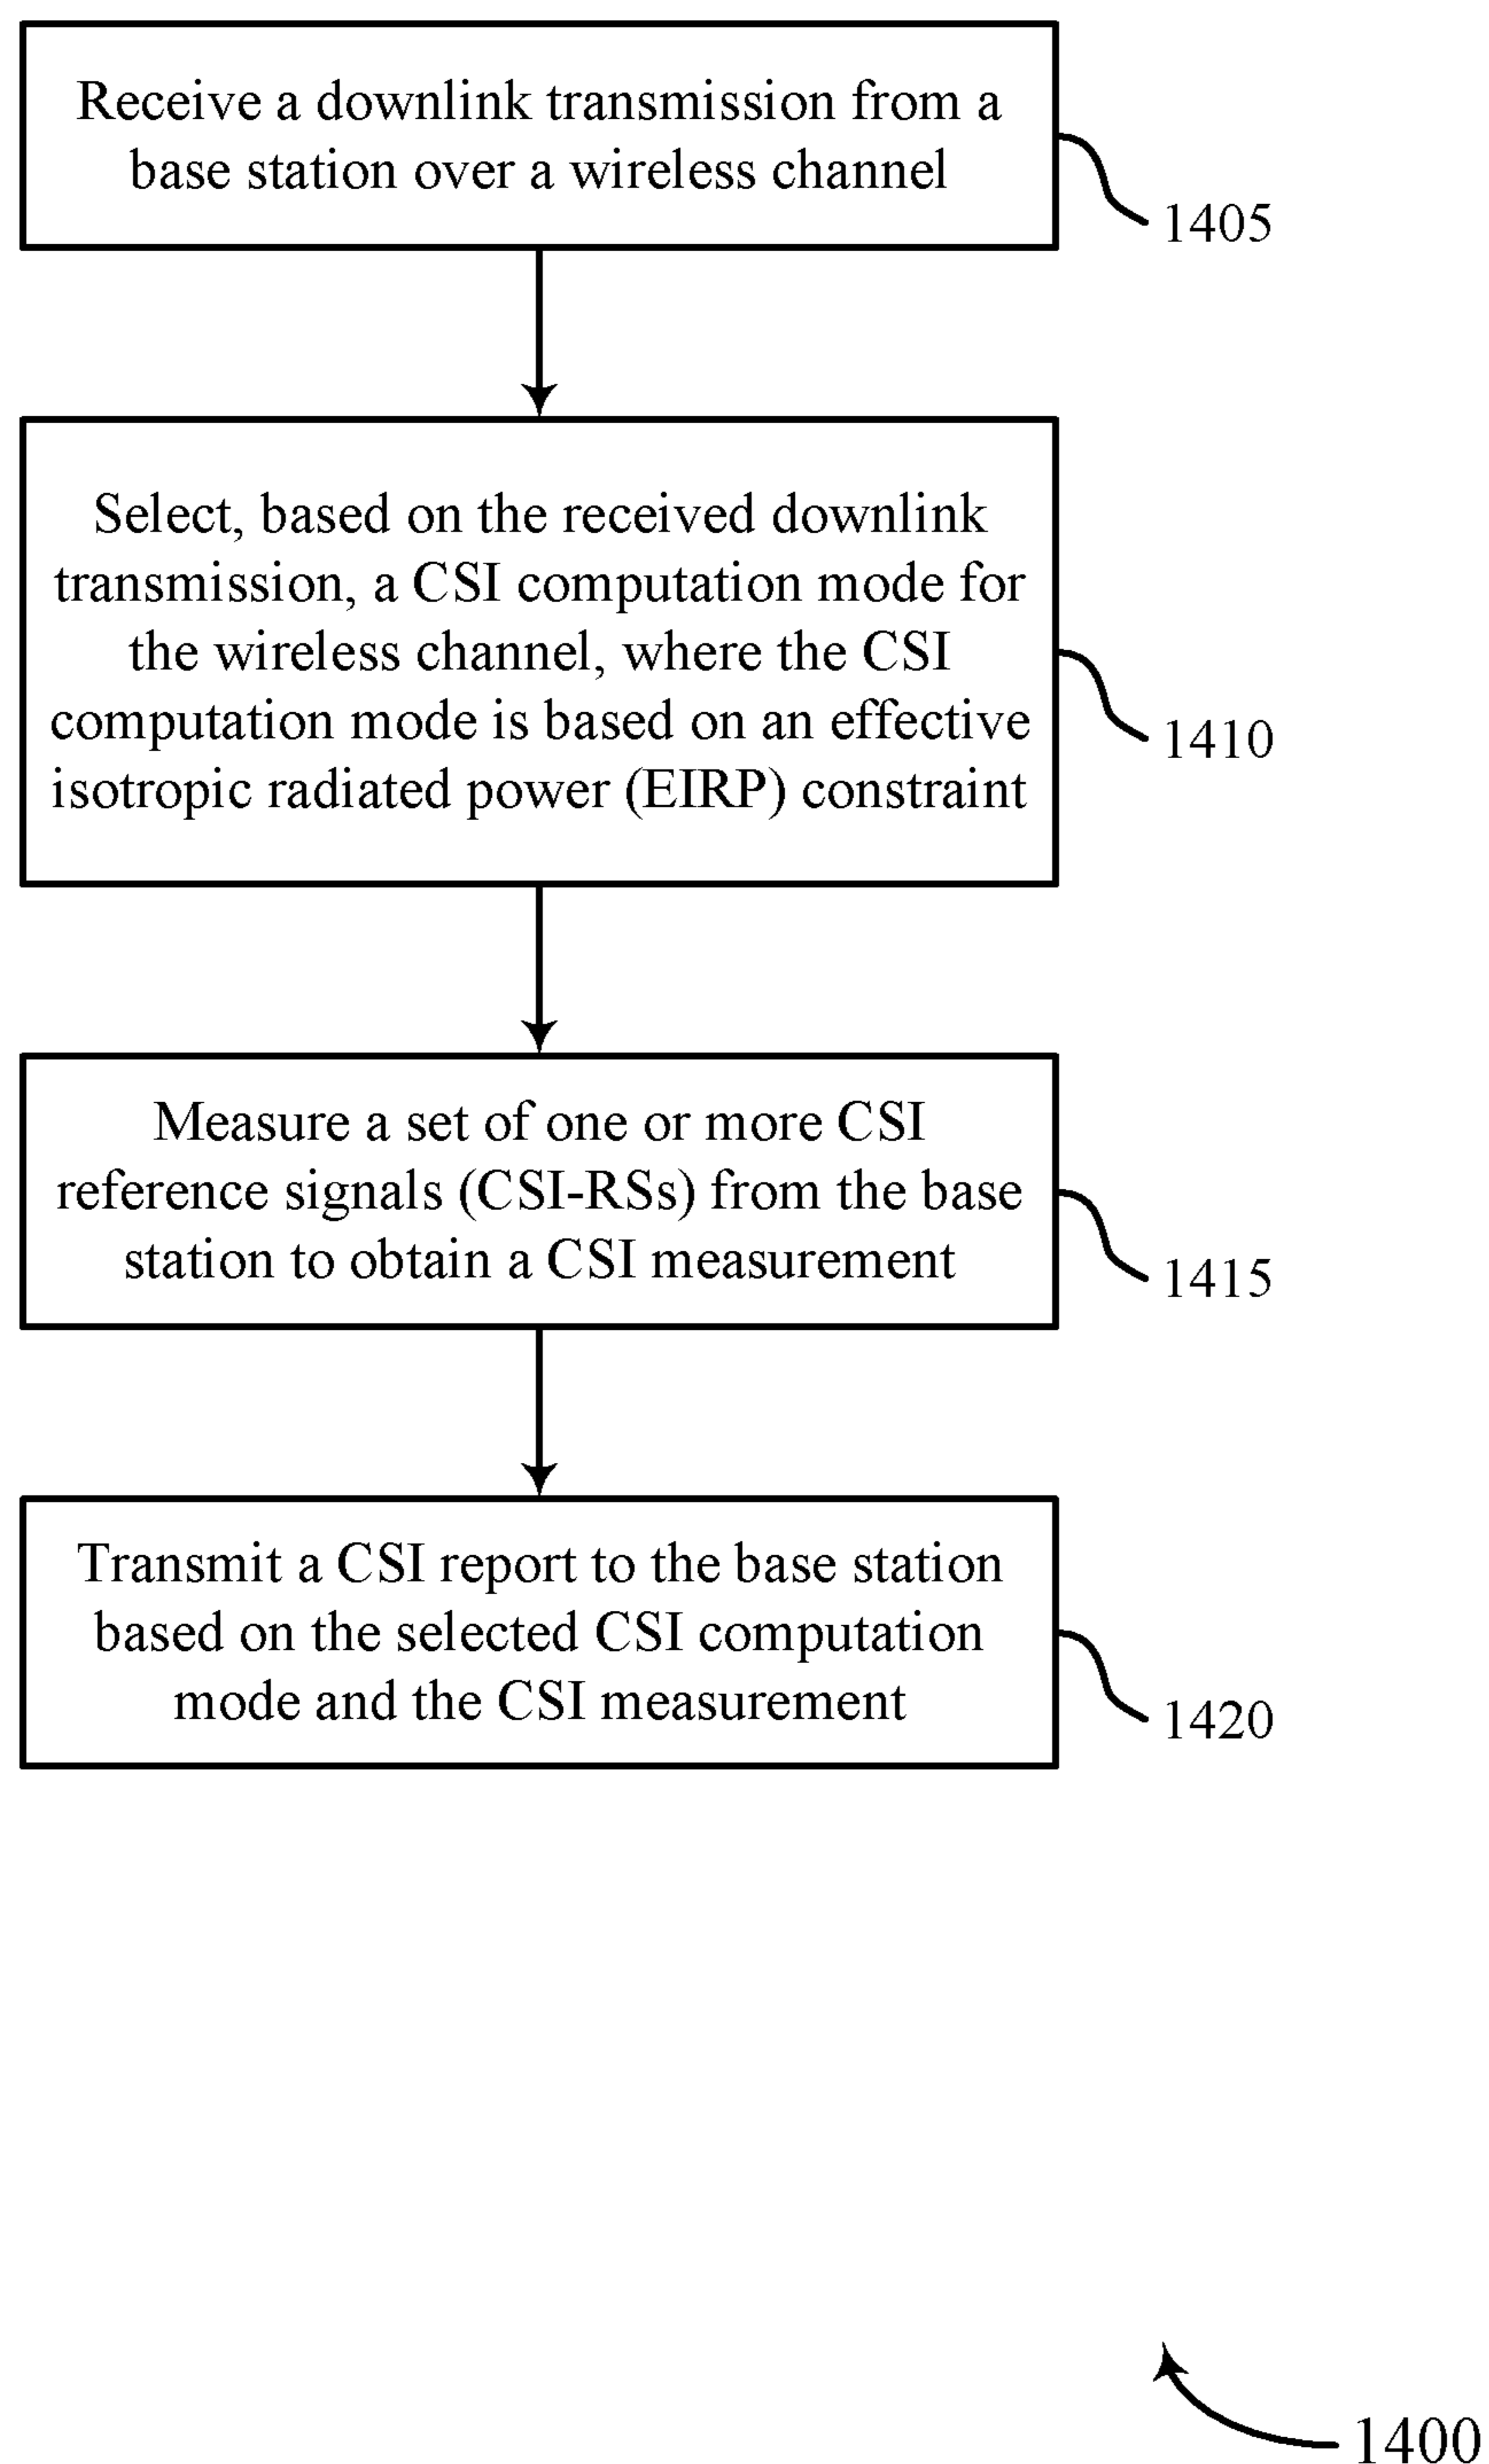 Receive a downlink transmission from a
base station over a wireless channel
1405
Select, based on the received downlink
transmission, a CSI computation mode for
the wireless channel, where the CSI
computation mode is based on an effective
isotropic radiated power (EIRP) constraint
1410
Measure a set of one or more CSI
reference signals (CSI-RSs) from the base
station to obtain a CSI measurement
1415
Transmit a CSI report to the base station
based on the selected CSI computation
mode and the CSI measurement
1420
1400